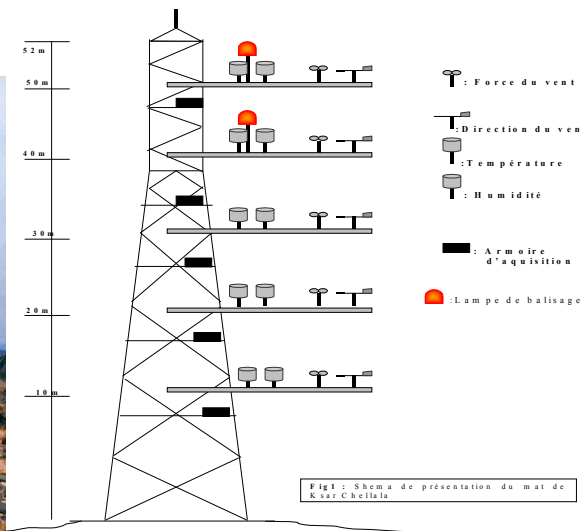 52 m
50 m
40 m
30 m
20 m
10 m
: Force du vent
:Direction du ven
:Température
: Humidité
: Armoire
d'aquisition
:Lampe de balisage
Fig1 : Shema de présentation du mat de
Ksar Chellala